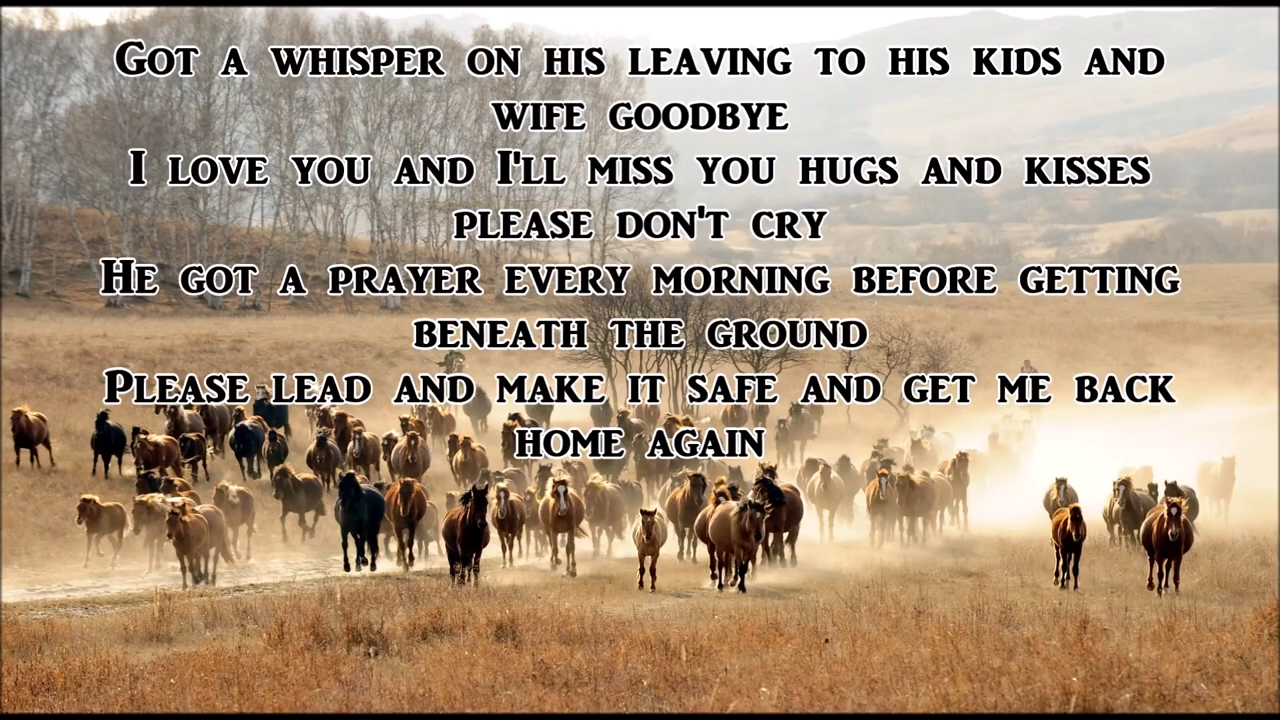 Got a whisper on his leaving to his kids and
wife goodbye
I love you and I'll miss you hugs and kisses
please don't cry
He got a prayer every morning before getting
beneath the ground
Please lead and make it safe and get me back
home again